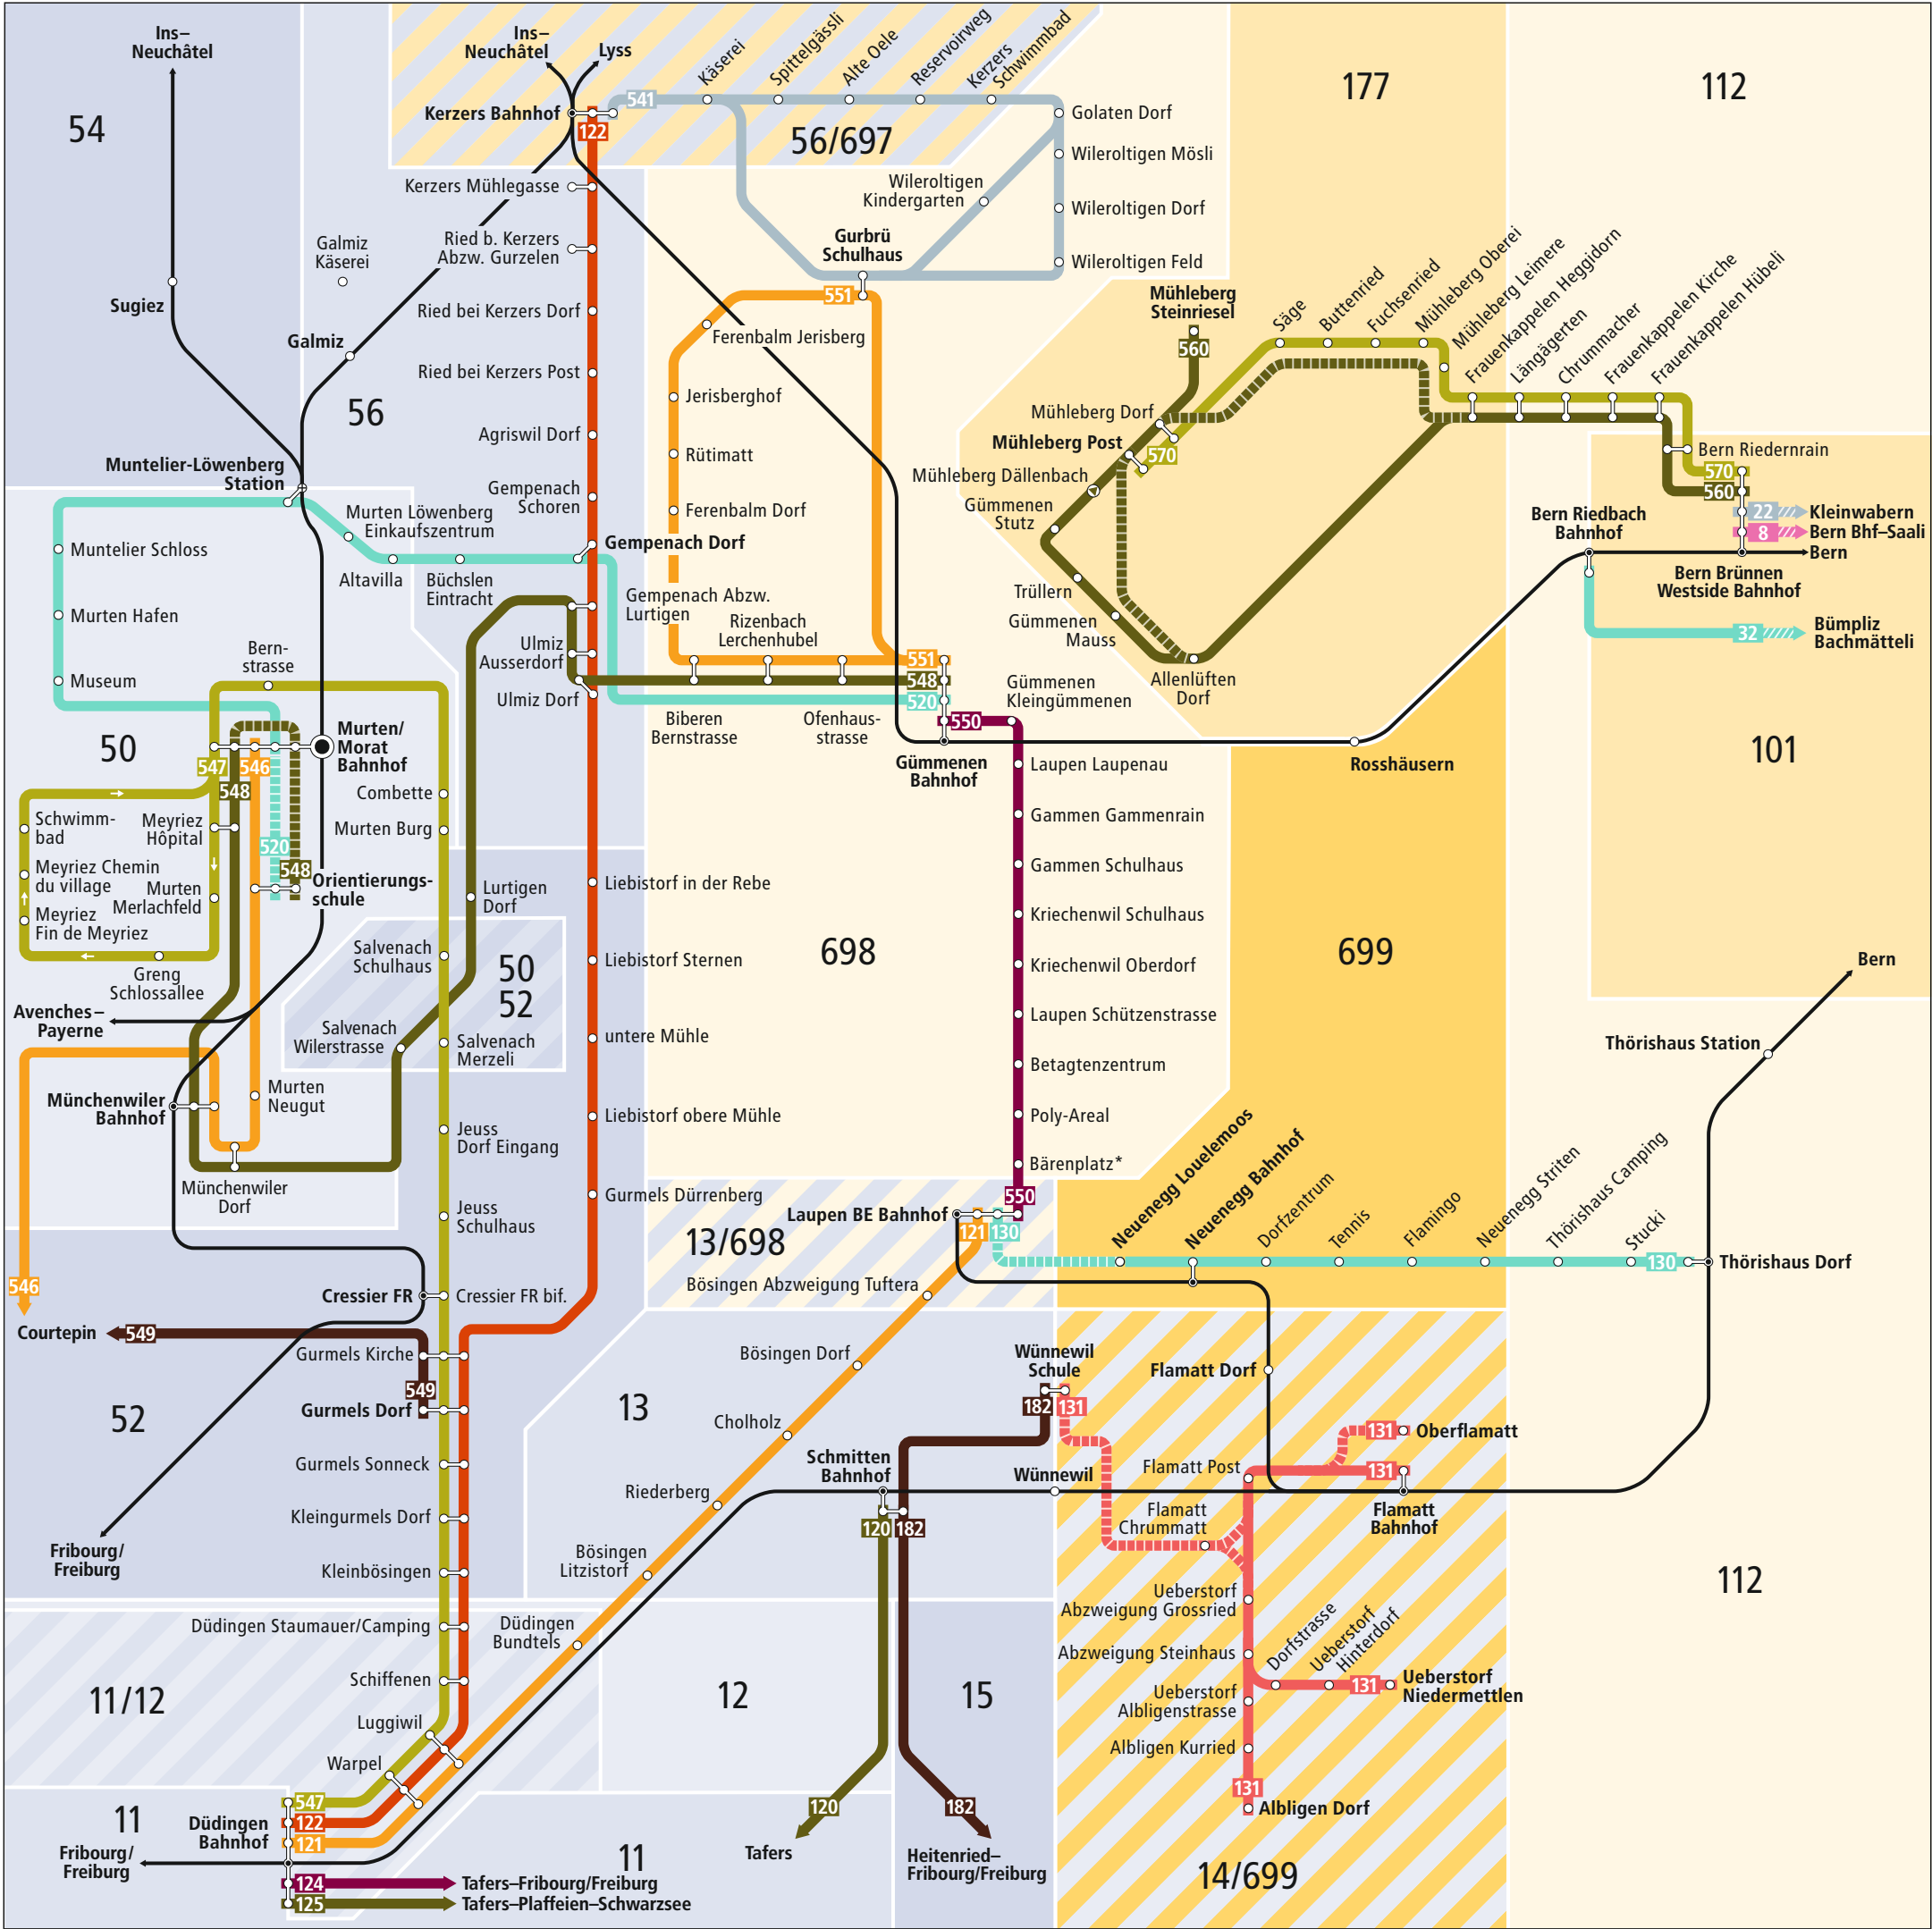 Ins–
Neuchâtel
Ins–
Neuchâtel
Lyss
Käserei
Spittelgässli
Alte Oele
Reservoirweg
Kerzers
Schwimmbad
177
112
54
Kerzers Bahnhof
541
122
56/697
Golaten Dorf
Wileroltigen Mösli
Wileroltigen
Kindergarten
Wileroltigen Dorf
Wileroltigen Feld
Kerzers Mühlegasse
Ried b. Kerzers
Abzw. Gurzelen
Galmiz
Käserei
Gurbrü
Schulhaus
Sugiez
Galmiz
Ried bei Kerzers Dorf
551
Ferenbalm Jerisberg
Mühleberg
Steinriesel
560
Säge
Buttenried
Fuchsenried
Mühleberg Oberei
Mühleberg Leimere
Frauenkappelen Heggidorn
Längägerten
Chrummacher
Frauenkappelen Kirche
Frauenkappelen Hübeli
Ried bei Kerzers Post
56
Jerisberghof
Mühleberg Dorf
Agriswil Dorf
Rütimatt
Mühleberg Post
570
Bern Riedernrain
Muntelier-Löwenberg
Station
Mühleberg Dällenbach
570
560
Gempenach
Schoren
Ferenbalm Dorf
Gümmenen
Stutz
Bern Riedbach
Bahnhof
22
Kleinwabern
8
Bern Bhf–Saali
Bern
Murten Löwenberg
Einkaufszentrum
Muntelier Schloss
Gempenach Dorf
Altavilla
Büchslen
Eintracht
Trüllern
Bern Brünnen
Westside Bahnhof
Gempenach Abzw.
Lurtigen
Murten Hafen
Rizenbach
Lerchenhubel
Gümmenen
Mauss
32
Bümpliz
Bachmätteli
Bern-
strasse
Ulmiz
Ausserdorf
Museum
551
548
520
Gümmenen
Kleingümmenen
Allenlüften
Dorf
Ulmiz Dorf
550
Biberen
Bernstrasse
Ofenhaus-
strasse
Gümmenen
Bahnhof
Rosshäusern
101
50
Murten/
Morat
Bahnhof
547
546
548
Combette
Laupen Laupenau
Schwimm-
bad
Meyriez
Hôpital
Murten Burg
Gammen Gammenrain
520
548
Meyriez Chemin
du village
Murten
Merlachfeld
Orientierungs-
schule
Meyriez
Fin de Meyriez
Lurtigen
Dorf
Liebistorf in der Rebe
Gammen Schulhaus
Kriechenwil Schulhaus
Greng
Schlossallee
Salvenach
Schulhaus
50
52
Liebistorf Sternen
698
Kriechenwil Oberdorf
699
Bern
Avenches–
Payerne
Salvenach
Wilerstrasse
Salvenach
Merzeli
untere Mühle
Laupen Schützenstrasse
Thörishaus Station
Betagtenzentrum
Münchenwiler
Bahnhof
Murten
Neugut
Jeuss
Dorf Eingang
Liebistorf obere Mühle
Poly-Areal
Bärenplatz*
Münchenwiler
Dorf
Jeuss
Schulhaus
Gurmels Dürrenberg
550
Laupen BE Bahnhof
13/698
121
130
Neuenegg Louelemoos
Neuenegg Bahnhof
Dorfzentrum
Tennis
Flamingo
Neuenegg Striten
Thörishaus Camping
Stucki
130
Thörishaus Dorf
546
Cressier FR
Cressier FR bif.
Bösingen Abzweigung Tuftera
Courtepin
549
Gurmels Kirche
549
Gurmels Dorf
52
Bösingen Dorf
13
Wünnewil
Schule
182
131
Flamatt Dorf
Cholholz
131
Oberflamatt
Gurmels Sonneck
Schmitten
Bahnhof
Wünnewil
Flamatt Post
131
Kleingurmels Dorf
Riederberg
120
182
Flamatt
Chrummatt
Flamatt
Bahnhof
Fribourg/
Freiburg
Kleinbösingen
Bösingen
Litzistorf
112
Düdingen Staumauer/Camping
Düdingen
Bundtels
Ueberstorf
Abzweigung Grossried
Schiffenen
Abzweigung Steinhaus
Dorfstrasse
Ueberstorf
Hinterdorf
131
Ueberstorf
Niedermettlen
11/12
12
15
Ueberstorf
Albligenstrasse
Luggiwil
Albligen Kurried
Warpel
131
Albligen Dorf
11
547
122
121
Düdingen
Bahnhof
120
182
Fribourg/
Freiburg
Tafers
Heitenried–
Fribourg/Freiburg
11
14/699
124
Tafers–Fribourg/Freiburg
125
Tafers–Plaffeien–Schwarzsee